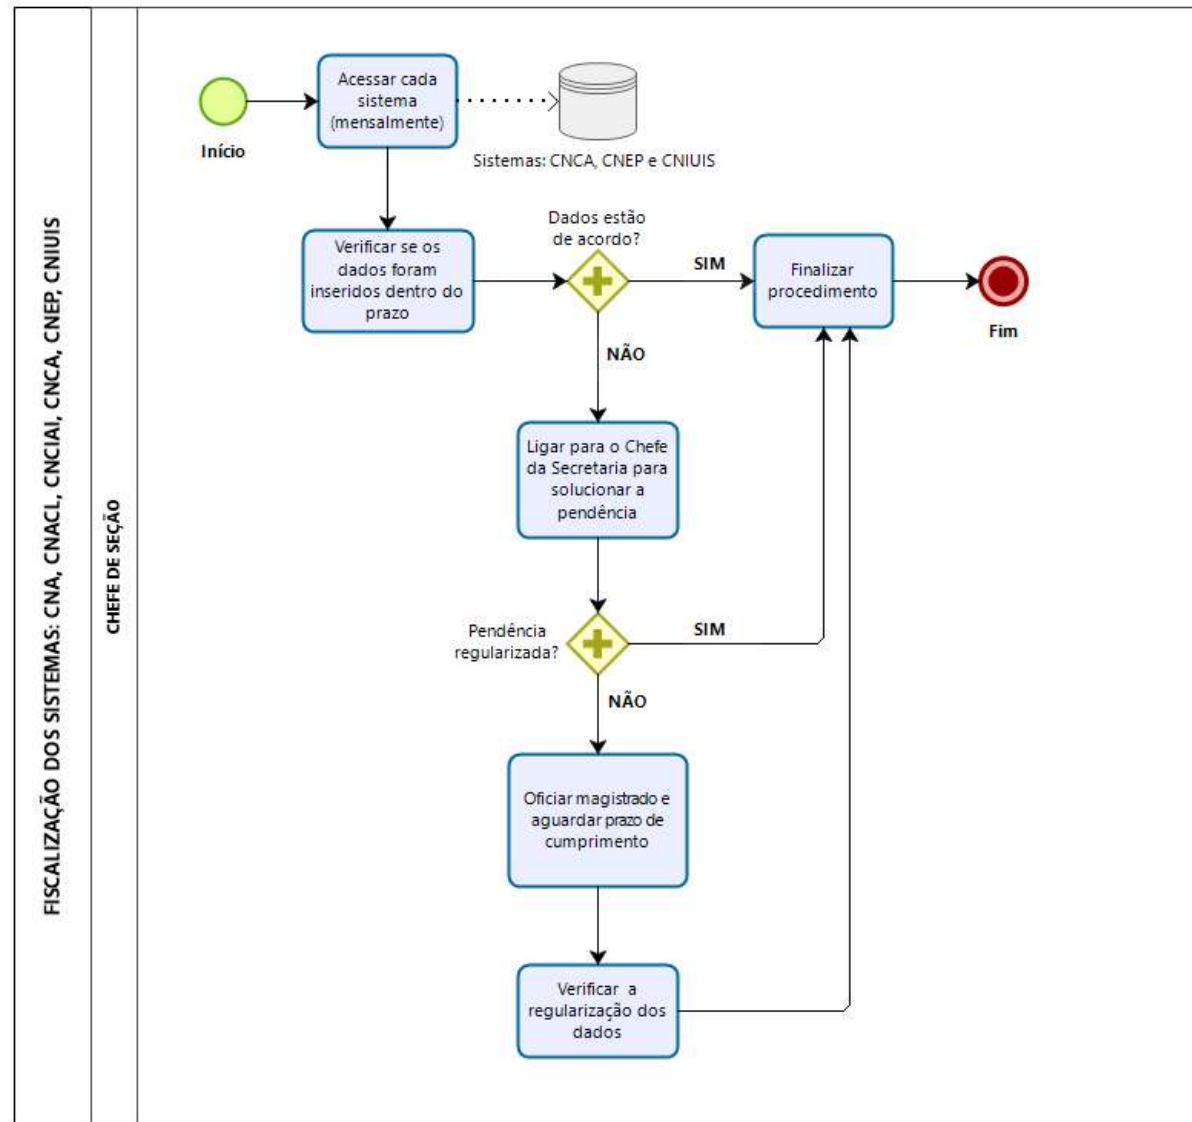 FISCALIZAÇÃO DOS SISTEMAS: CNA, CNACL, CNCIAI, CNCA, CNEP, CNIUIS
CHEFE DE SEÇÃO
Início
Acessar cada
sistema
(mensalmente)
Sistemas: CNCA, CNEP e CNIUIS
Verificar se os
dados foram
inseridos dentro do
prazo
Dados estão
de acordo?
SIM
Finalizar
procedimento
Fim
NÃO
Ligar para o Chefe
da Secretaria para
solucionar a
pendência
Pendência
regularizada?
SIM
NÃO
Oficiar magistrado e
aguardar prazo de
cumprimento
Verificar a
regularização dos
dados